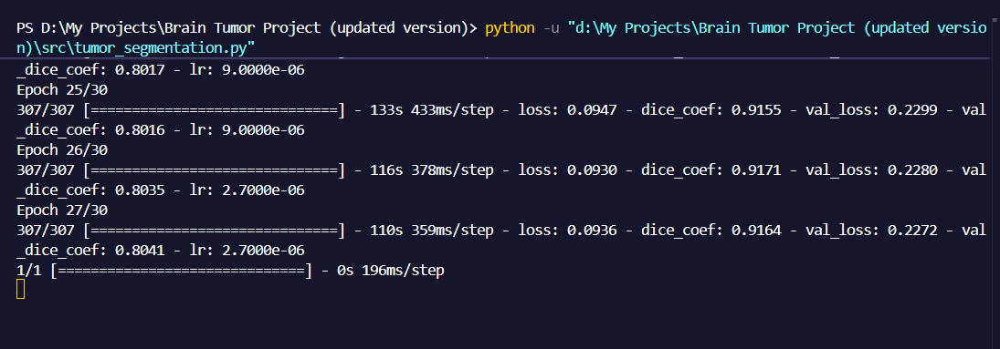 PS D:\My Projects\Brain Tumor Project (updated version)> python -u "d:\My Projects\Brain Tumor Project (updated versio
n)\src\tumor_segmentation.py"
_dice_coef: 0.8017 - lr: 9.0000e-06
Epoch 25/30
307/307 [==============================] - 133s 433ms/step - loss: 0.0947 - dice_coef: 0.9155 - val_loss: 0.2299 - val
_dice_coef: 0.8016 - lr: 9.0000e-06
Epoch 26/30
307/307 [==============================] - 116s 378ms/step - loss: 0.0930 - dice_coef: 0.9171 - val_loss: 0.2280 - val
_dice_coef: 0.8035 - lr: 2.7000e-06
Epoch 27/30
307/307 [==============================] - 110s 359ms/step - loss: 0.0936 - dice_coef: 0.9164 - val_loss: 0.2272 - val
_dice_coef: 0.8041 - lr: 2.7000e-06
1/1 [==============================] - 0s 196ms/step